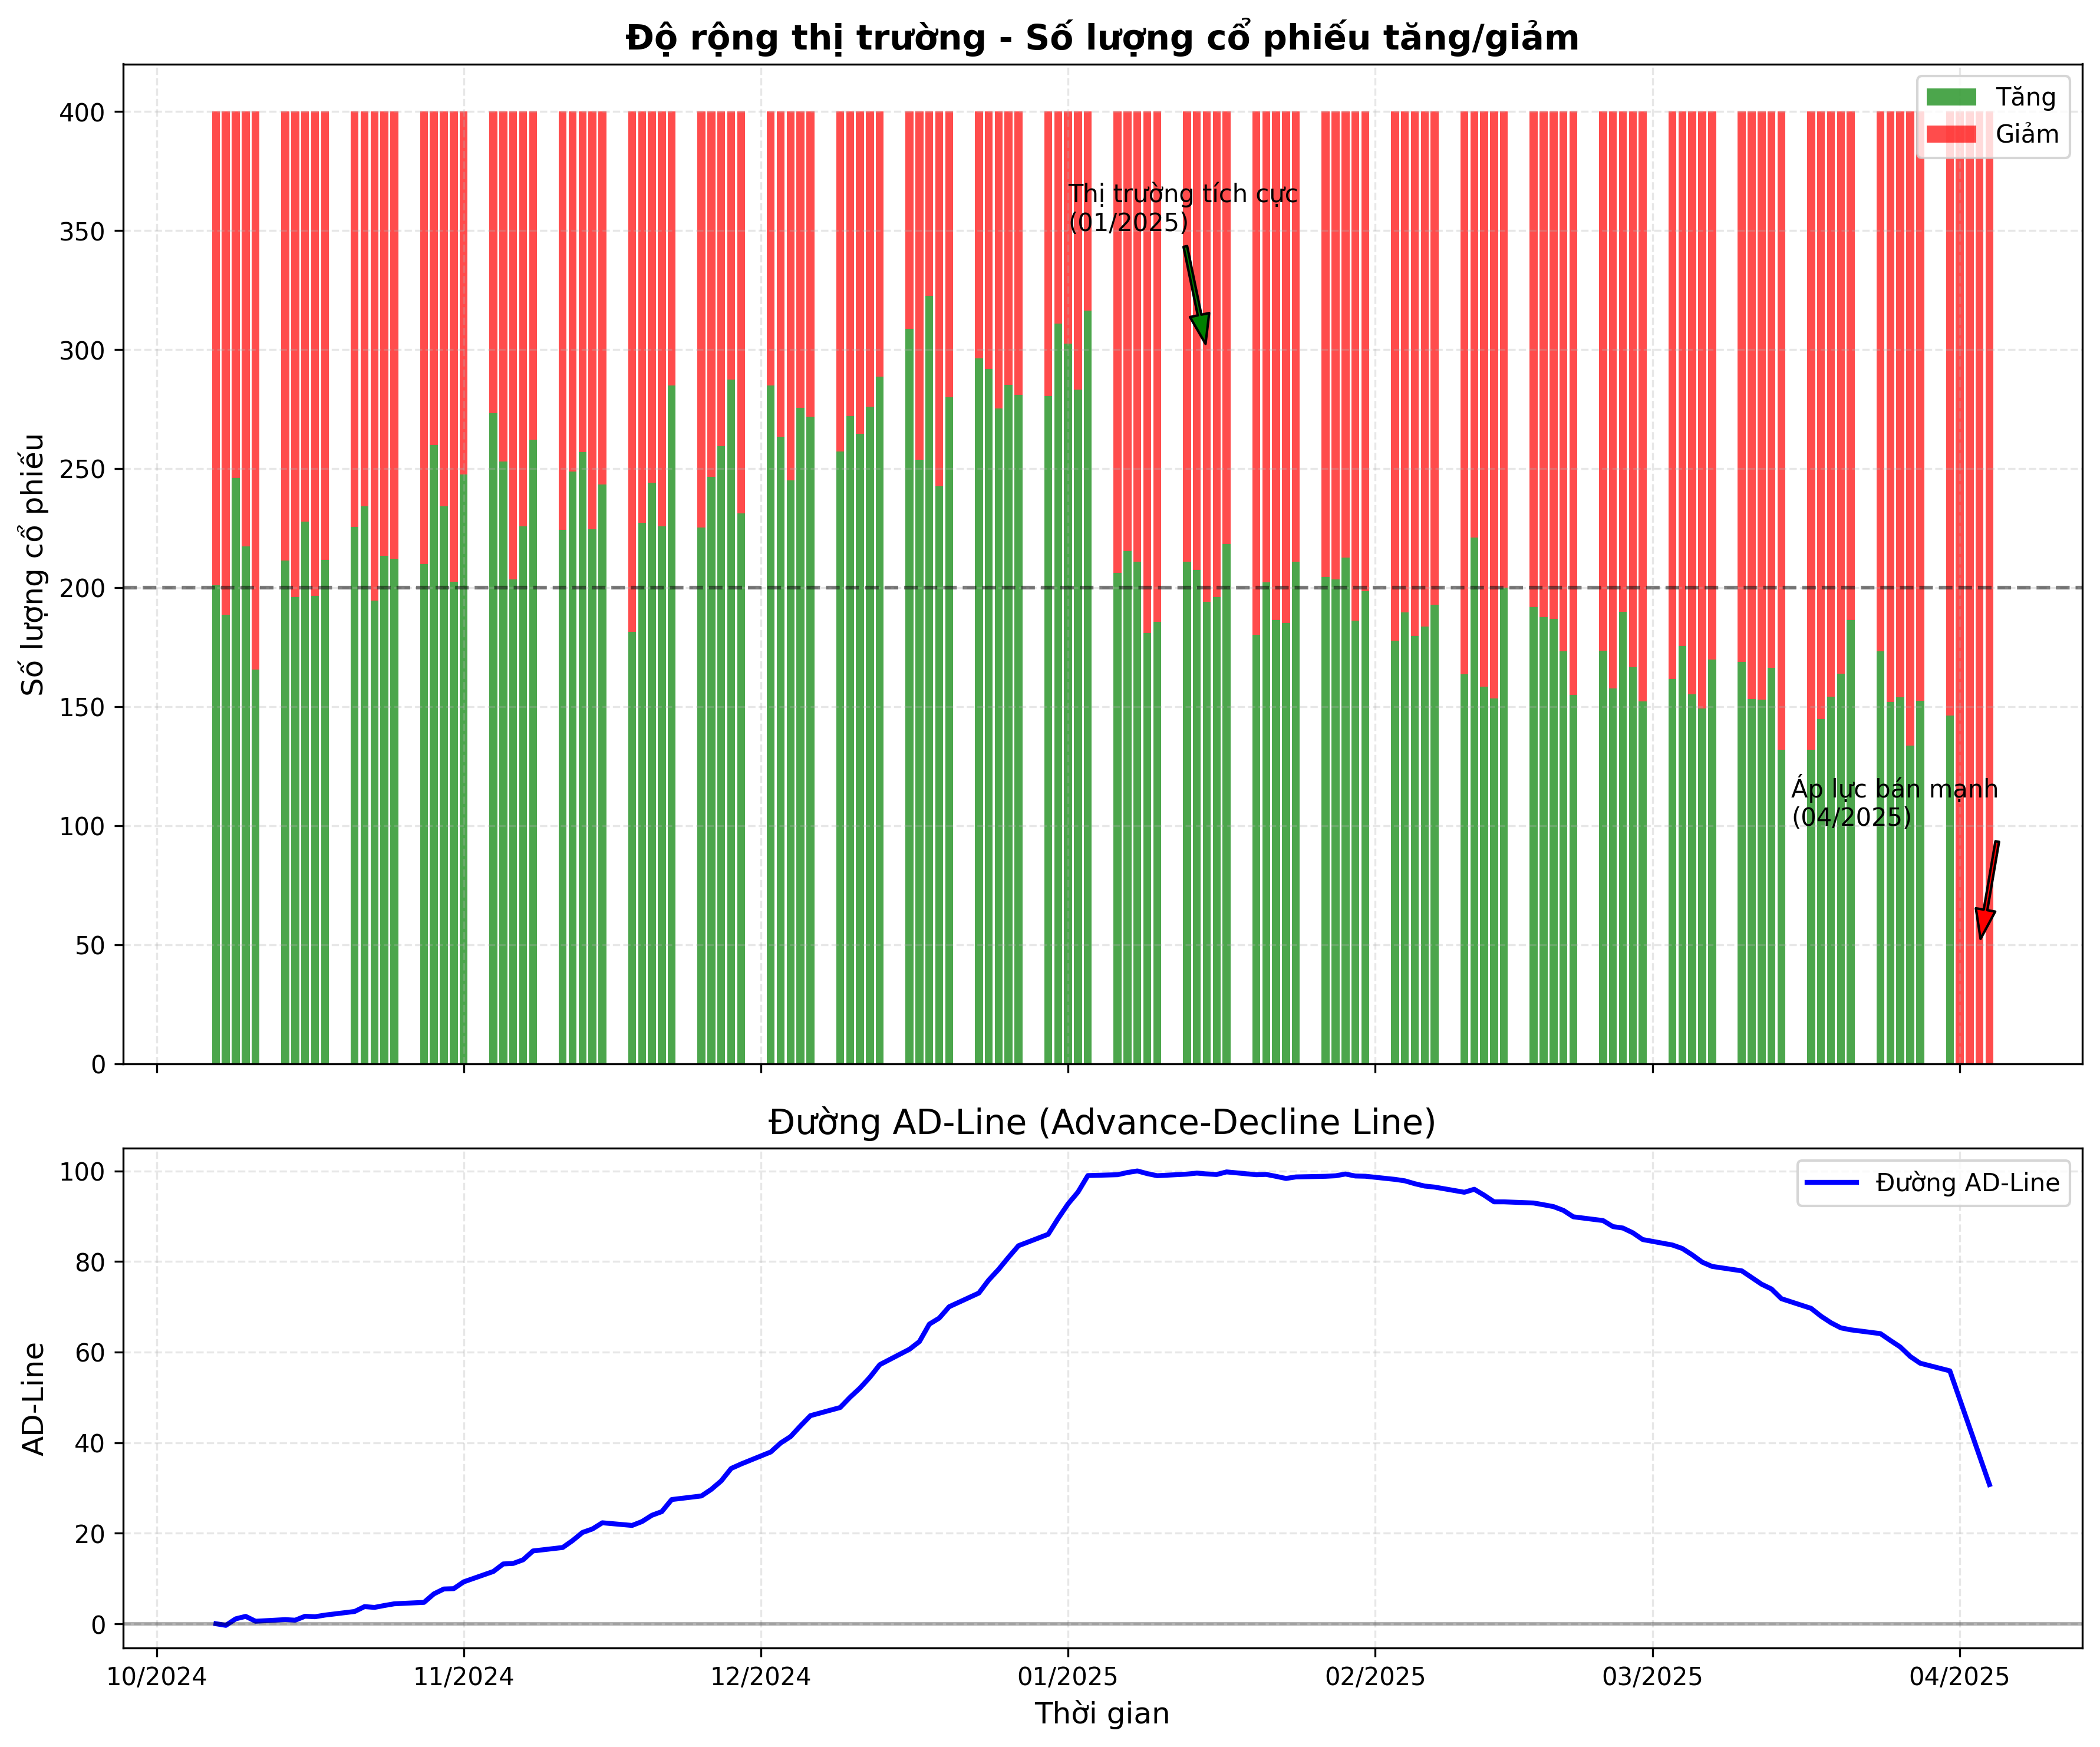 Độ rộng thị trường - Số lượng cổ phiếu tăng/giảm
Số lượng cổ phiếu
400
350
300
250
200
150
100
50
0
Tăng
Giảm
Thị trường tích cực
(01/2025)
Áp lực bán mạnh
(04/2025)
Đường AD-Line (Advance-Decline Line)
AD-Line
100
80
60
40
20
0
Đường AD-Line
10/2024
11/2024
12/2024
01/2025
02/2025
03/2025
04/2025
Thời gian